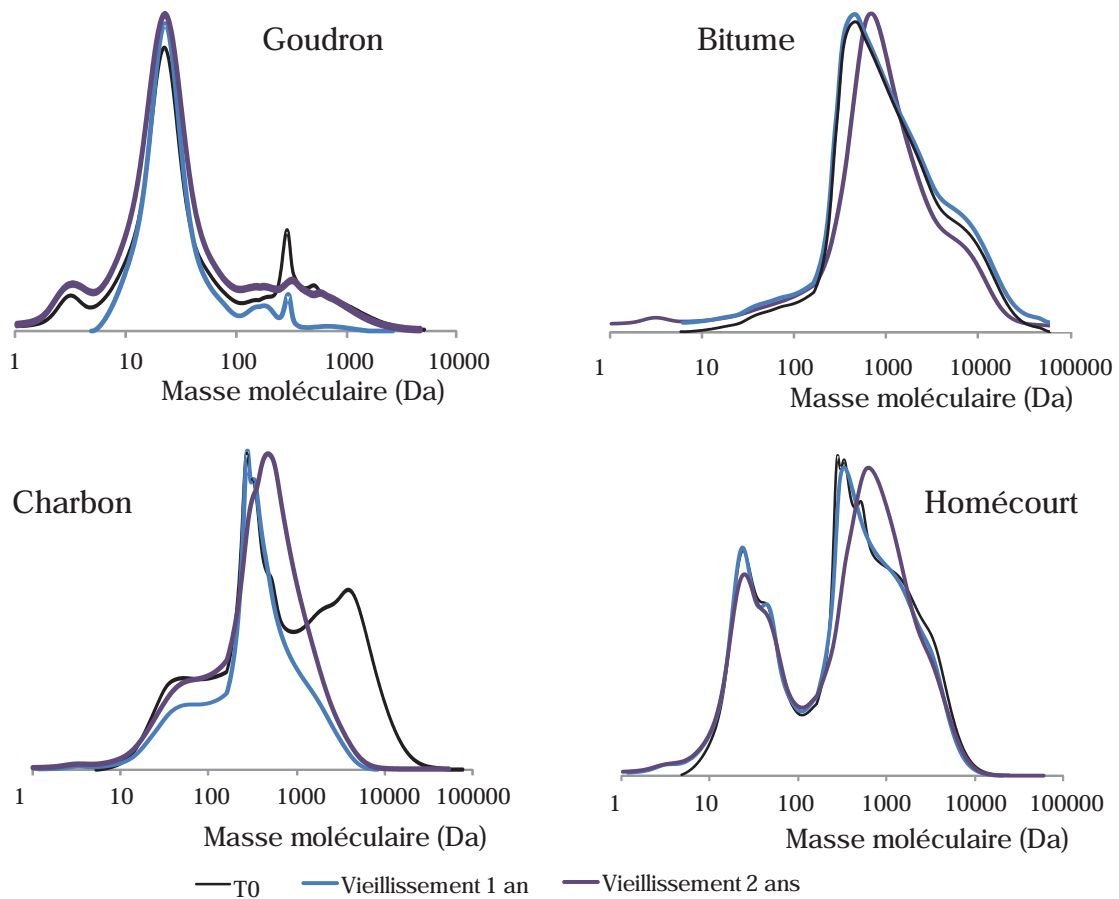 Goudron
1 10 100 1000 10000
Masse moléculaire (Da)
Bitume
1 10 100 1000 10000 100000
Masse moléculaire (Da)
Charbon
1 10 100 1000 10000 100000
Masse moléculaire (Da)
Homécourt
1 10 100 1000 10000 100000
Masse moléculaire (Da)
T0 Vieillissement 1 an Vieillissement 2 ans